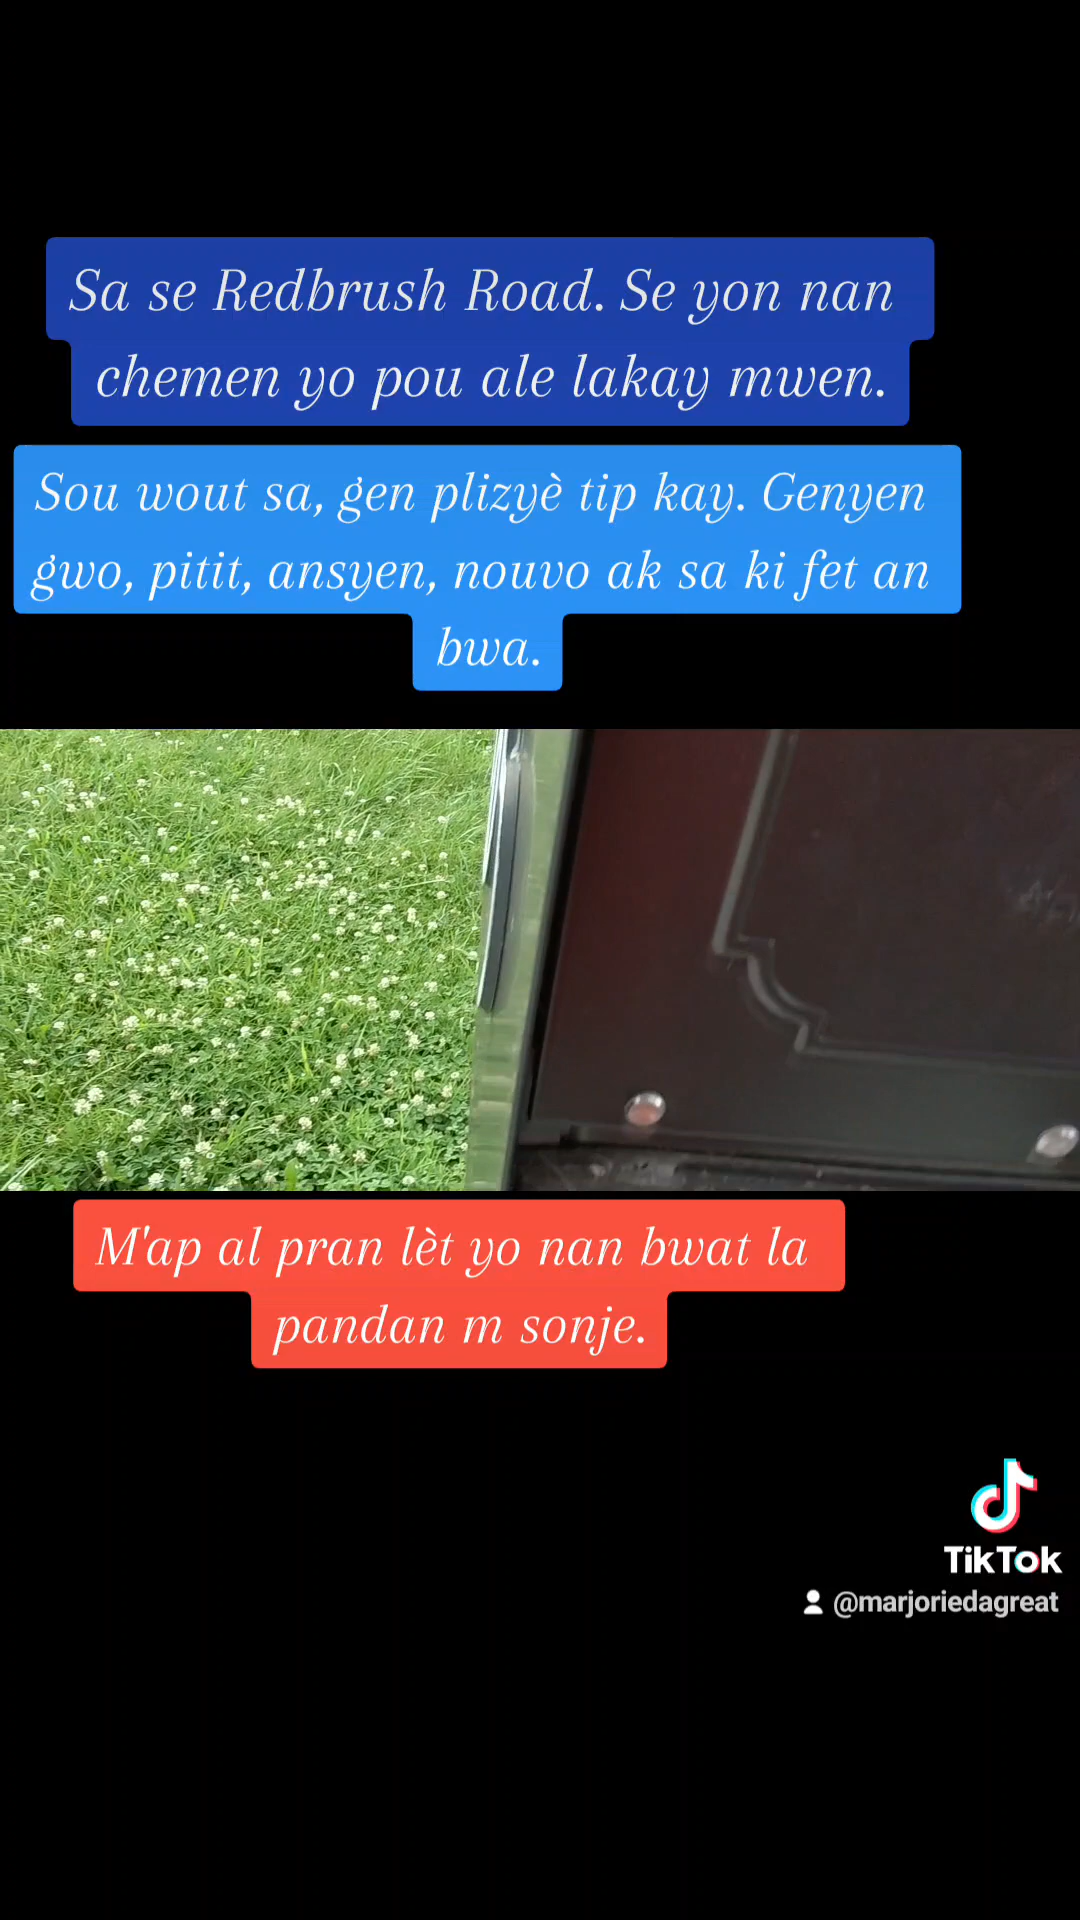 Sa se Redbrush Road. Se yon nan
chemen yo pou ale lakay mwen.
Sou wout sa, gen plizyè tip kay. Genyen
gwo, pitit, ansyen, nouvo ak sa ki fet an
bwa.
M'ap al pran lèt yo nan bwat la
pandan m sonje.
TikTok
@marjoriedagreat